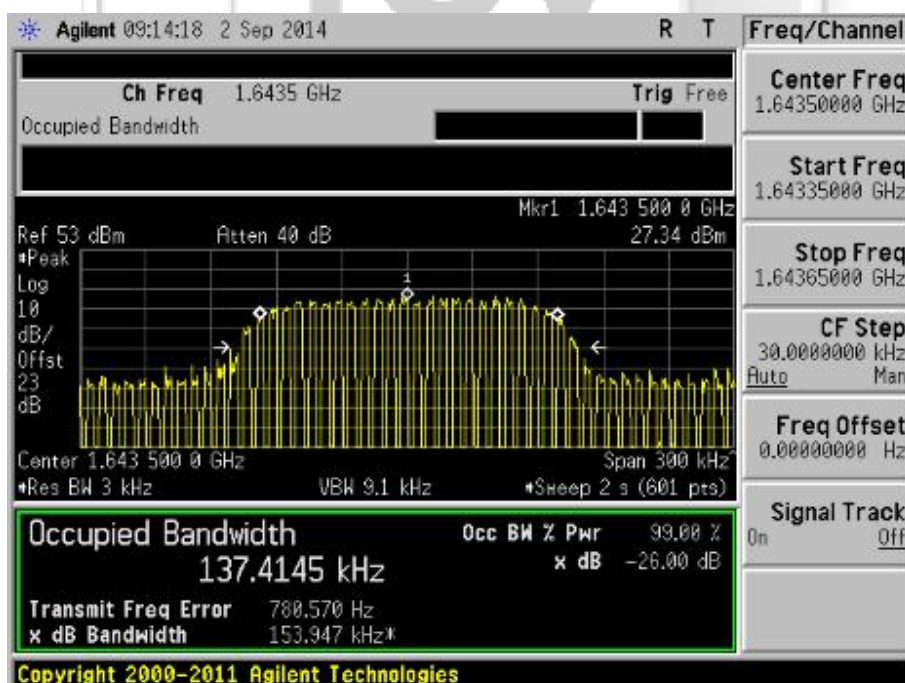 Agilent 09:14:18 2 Sep 2014 R T
Freq/Channel
Ch Freq 1.6435 GHz Trig Free
Occupied Bandwidth
Center Freq
1.64350000 GHz
Start Freq
1.64335000 GHz
Stop Freq
1.64365000 GHz
CF Step
30.0000000 kHz
Auto Man
Freq Offset
0.00000000 Hz
Signal Track
On Off
Mkr1 1.643 500 0 GHz
Ref 53 dBm Atten 40 dB 27.34 dBm
#Peak
Log
10
dB/
Offst
23
dB
1
Center 1.643 500 0 GHz Span 300 kHz^
#Res BW 3 kHz VBW 9.1 kHz #Sweep 2 s (601 pts)
Occupied Bandwidth Occ BW % Pwr 99.00 %
137.4145 kHz x dB -26.00 dB
Transmit Freq Error 780.570 Hz
x dB Bandwidth 153.947 kHz*
Copyright 2000-2011 Agilent Technologies